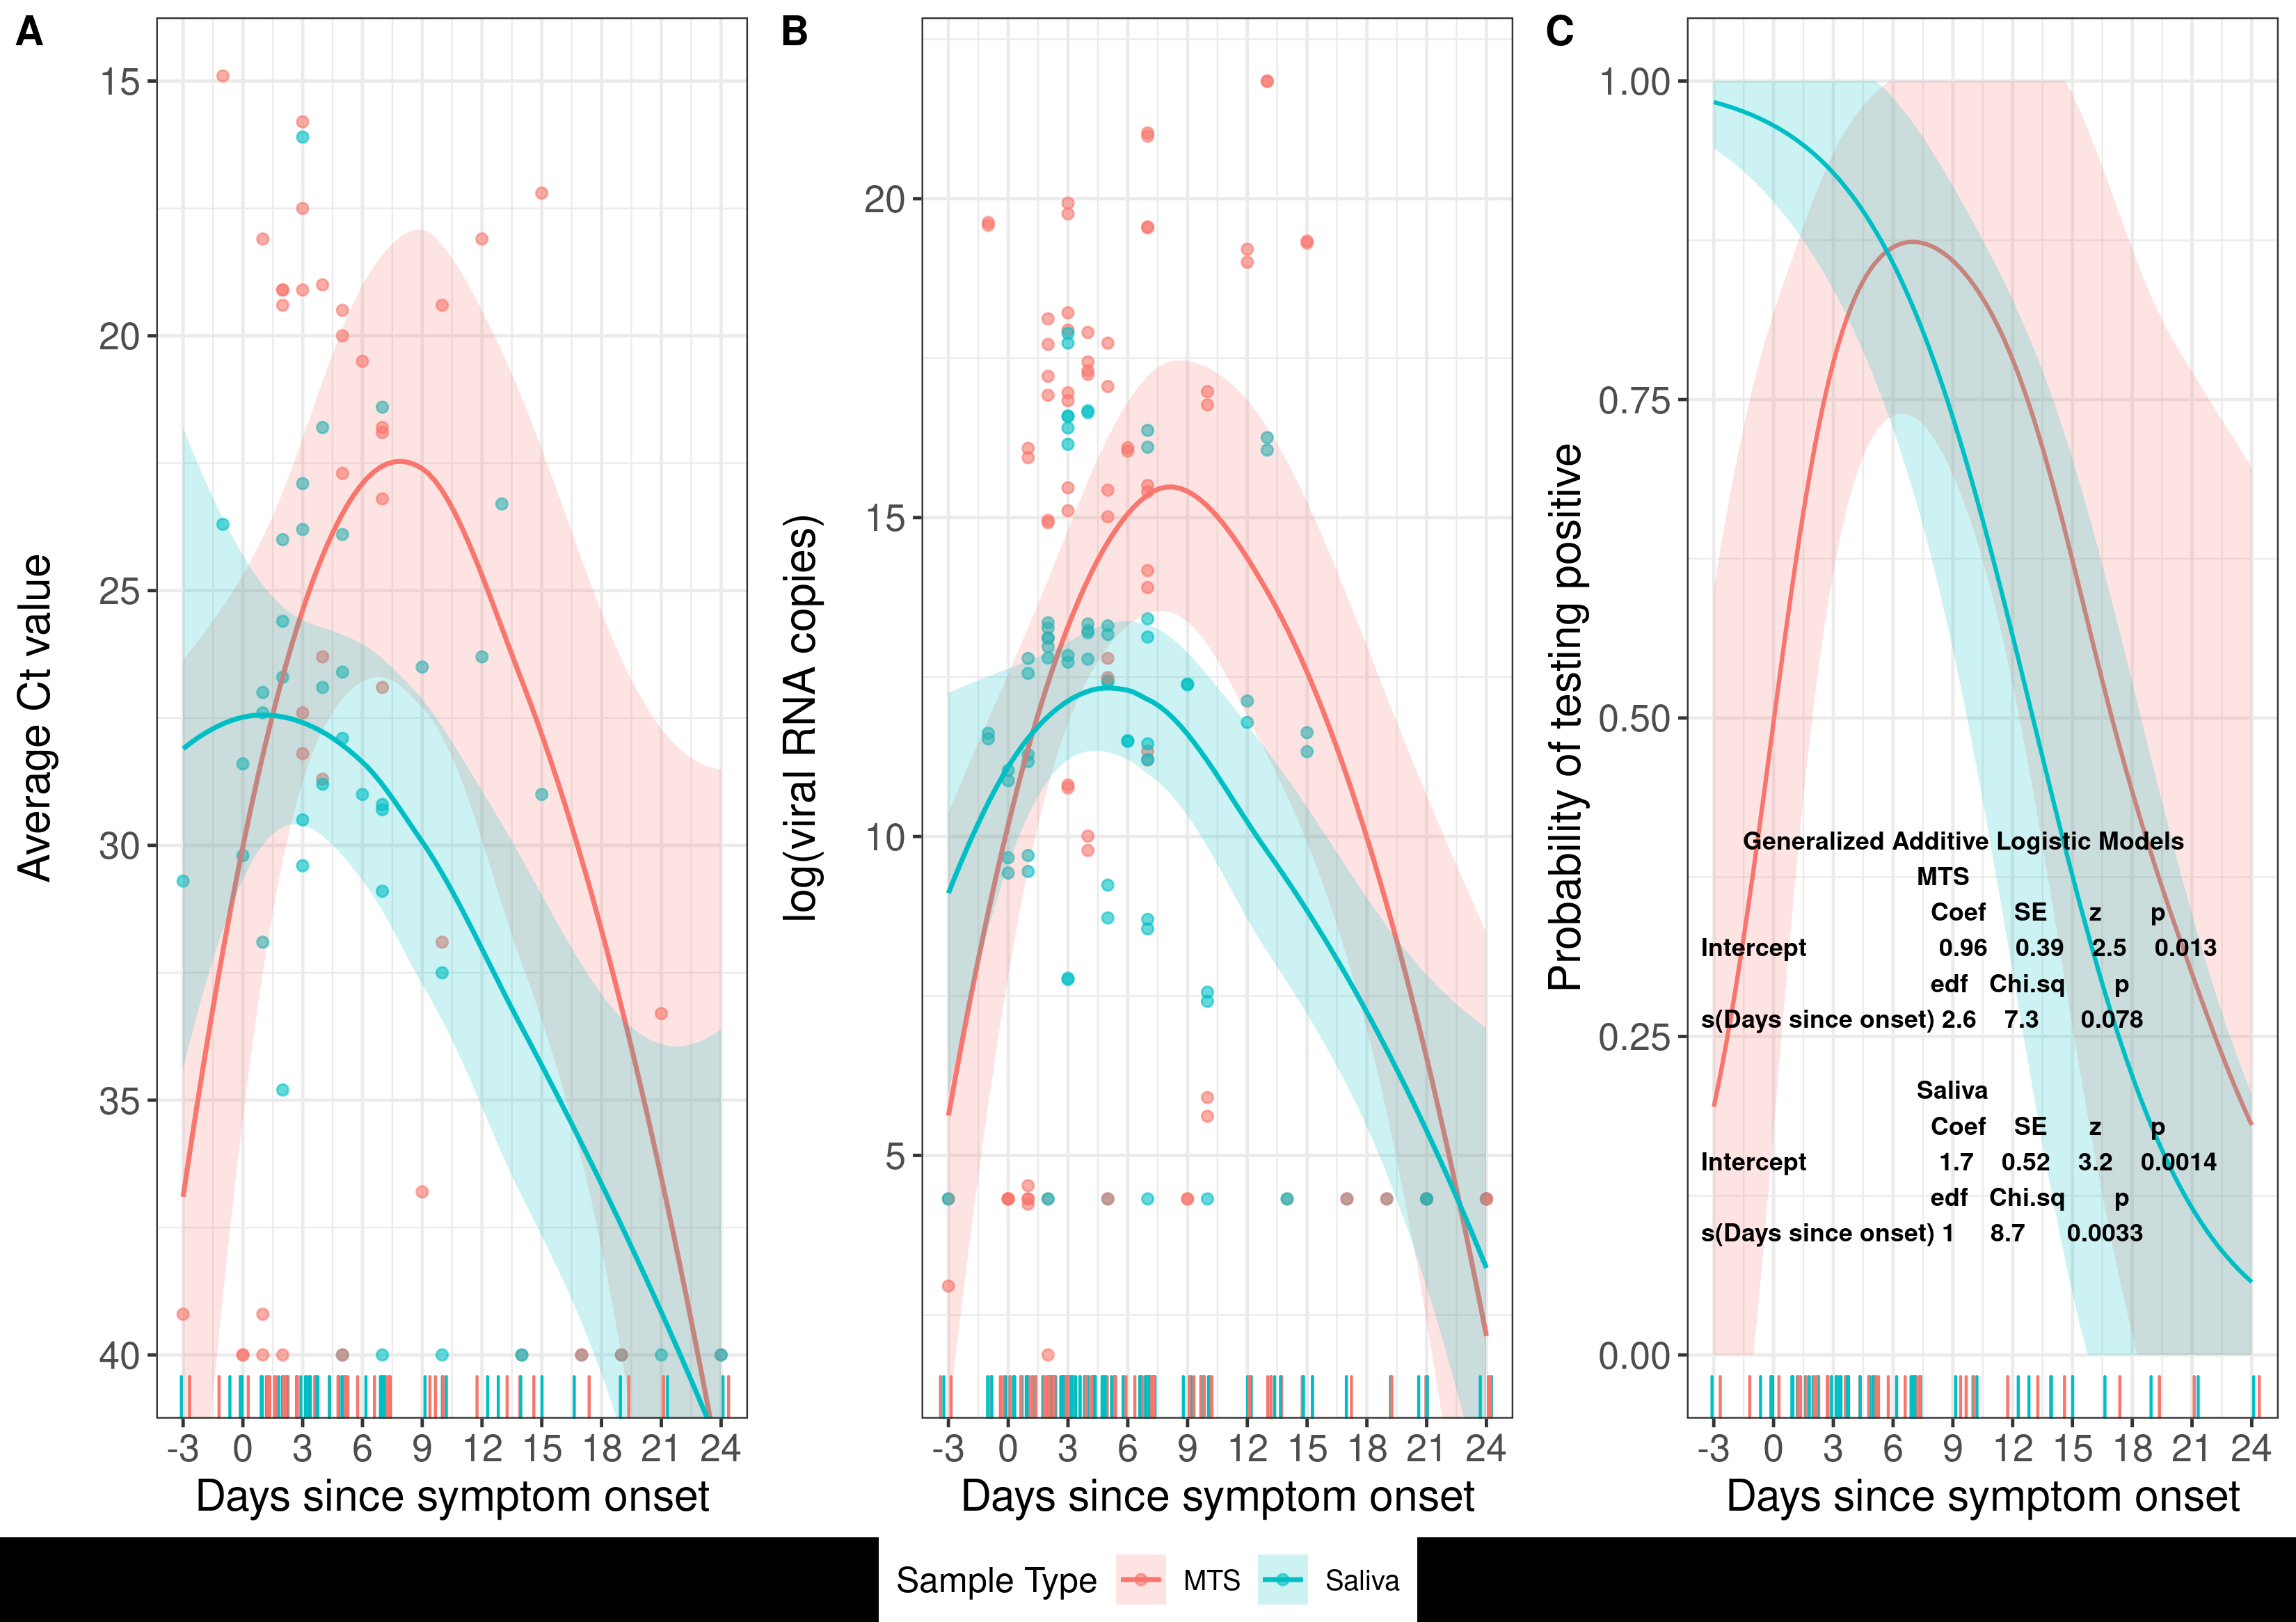 A
B
C
Average Ct value
15
20
25
30
35
40
-3 0 3 6 9 12 15 18 21 24
Days since symptom onset
log(viral RNA copies)
20
15
10
5
-3 0 3 6 9 12 15 18 21 24
Days since symptom onset
Probability of testing positive
1.00
0.75
0.50
0.25
0.00
Generalized Additive Logistic Models
MTS
Coef SE z p
Intercept 0.96 0.39 2.5 0.013
edf Chi.sq p
s(Days since onset) 2.6 7.3 0.078
Saliva
Coef SE z p
Intercept 1.7 0.52 3.2 0.0014
edf Chi.sq p
s(Days since onset) 1 8.7 0.0033
-3 0 3 6 9 12 15 18 21 24
Days since symptom onset
Sample Type MTS Saliva